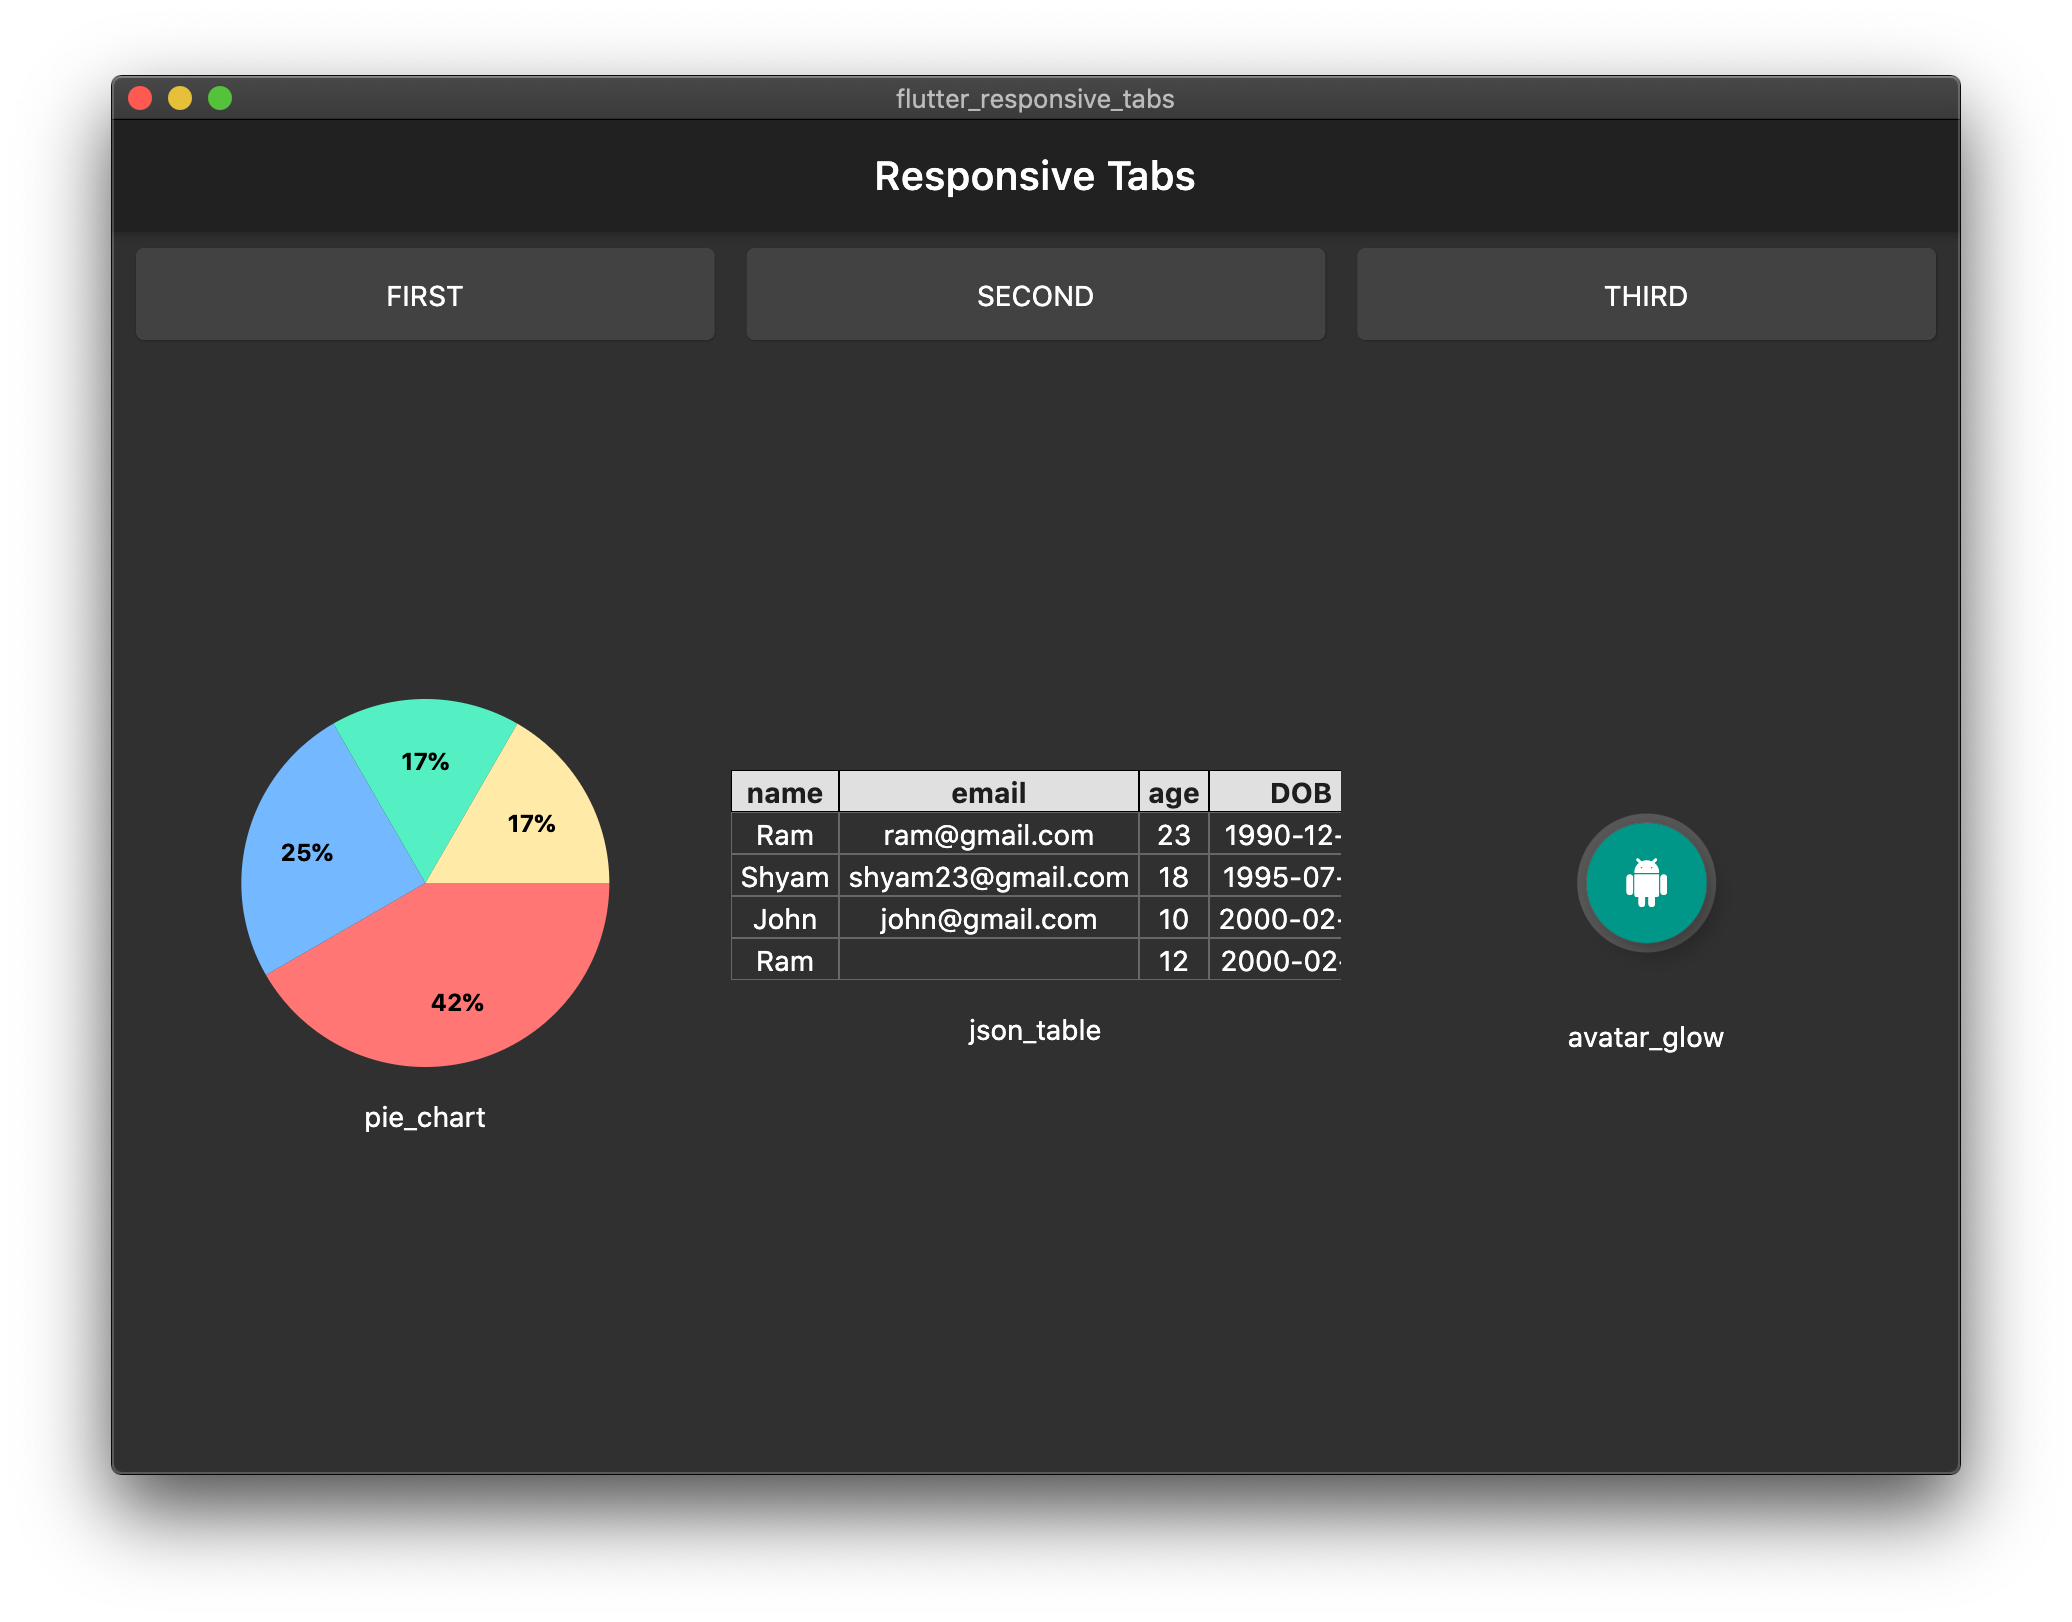 flutter_responsive_tabs
Responsive Tabs
FIRST SECOND THIRD
17%
17%
25%
42%
pie_chart
name email age DOB
Ram ram@gmail.com 23 1990-12-
Shyam shyam23@gmail.com 18 1995-07-
John john@gmail.com 10 2000-02-
Ram 12 2000-02-
json_table
avatar_glow